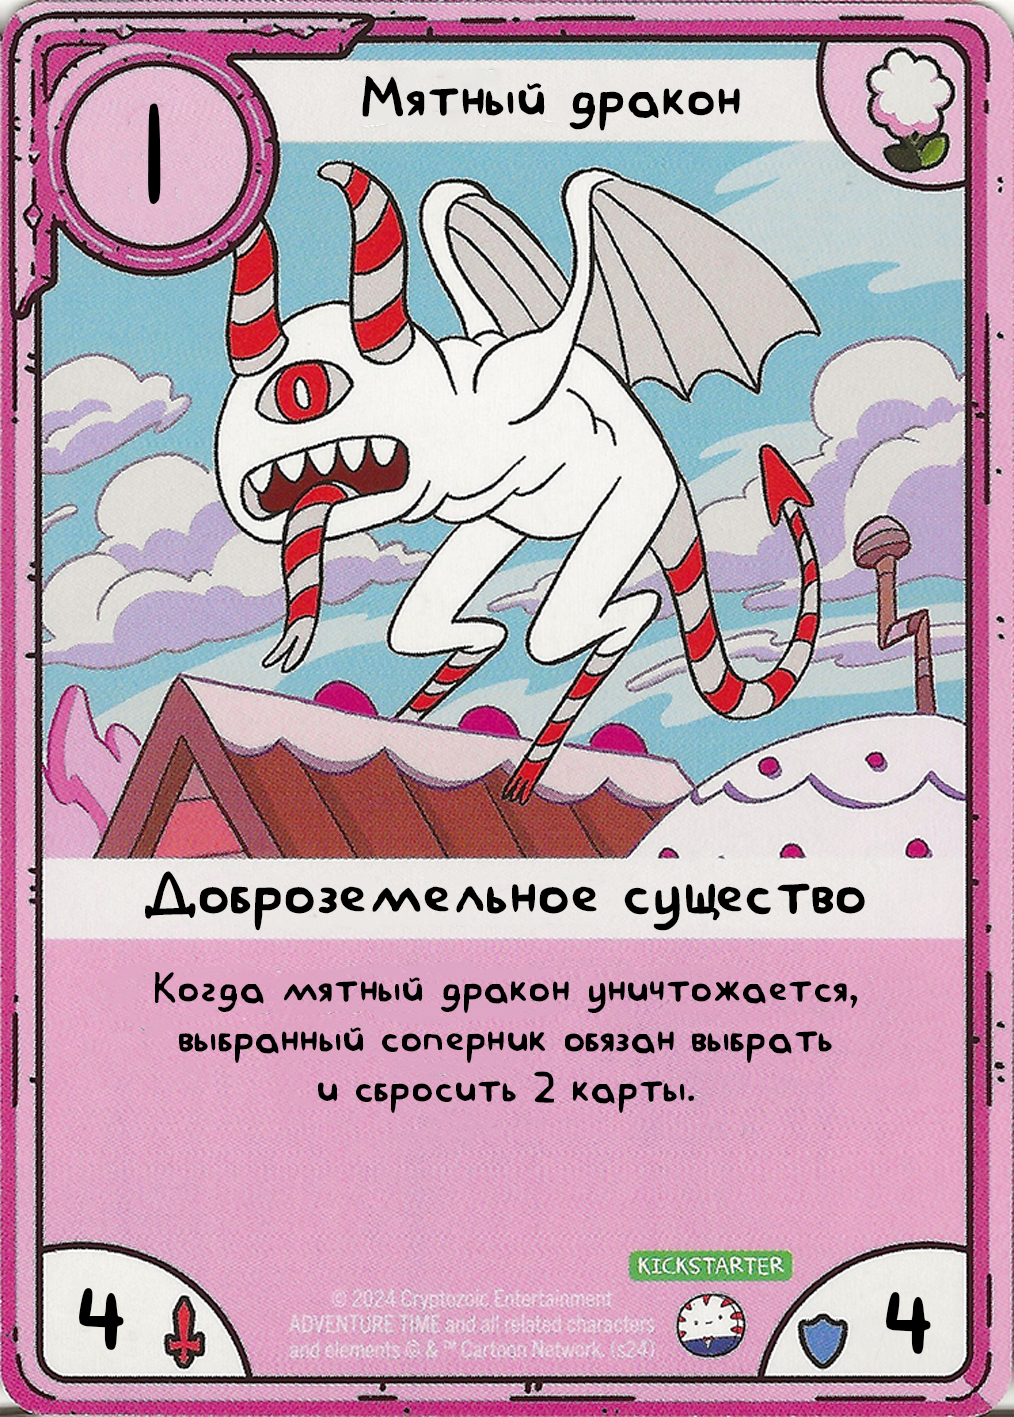 1
Мятный дракон
Доброземельное существо
Когда мятный дракон уничтожается,
выбранный соперник обязан выбрать
и сбросить 2 карты.
KICKSTARTER
© 2024 Cryptozoic Entertainment
ADVENTURE TIME and all related characters
and elements © & ™ Cartoon Network. (s24)
4
4